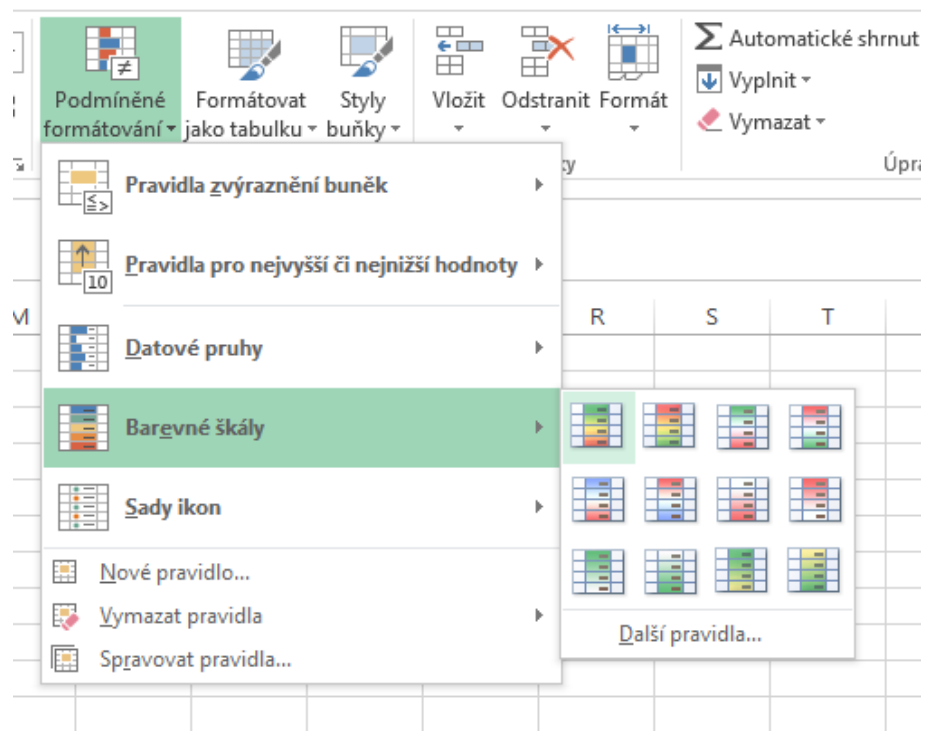 Podmíněné
formátování
Formátovat
jako tabulku
Styly
buňky
Vložit
Odstranit
Formát
Automatické shrnut
Vyplnit
Vymazat
ky
Úpra
Pravidla zvýraznění buněk
Pravidla pro nejvyšší či nejnižší hodnoty
10
Datové pruhy
Barevné škály
Sady ikon
Nové pravidlo...
Vymazat pravidla
Spravovat pravidla...
M
R
S
T
Další pravidla...